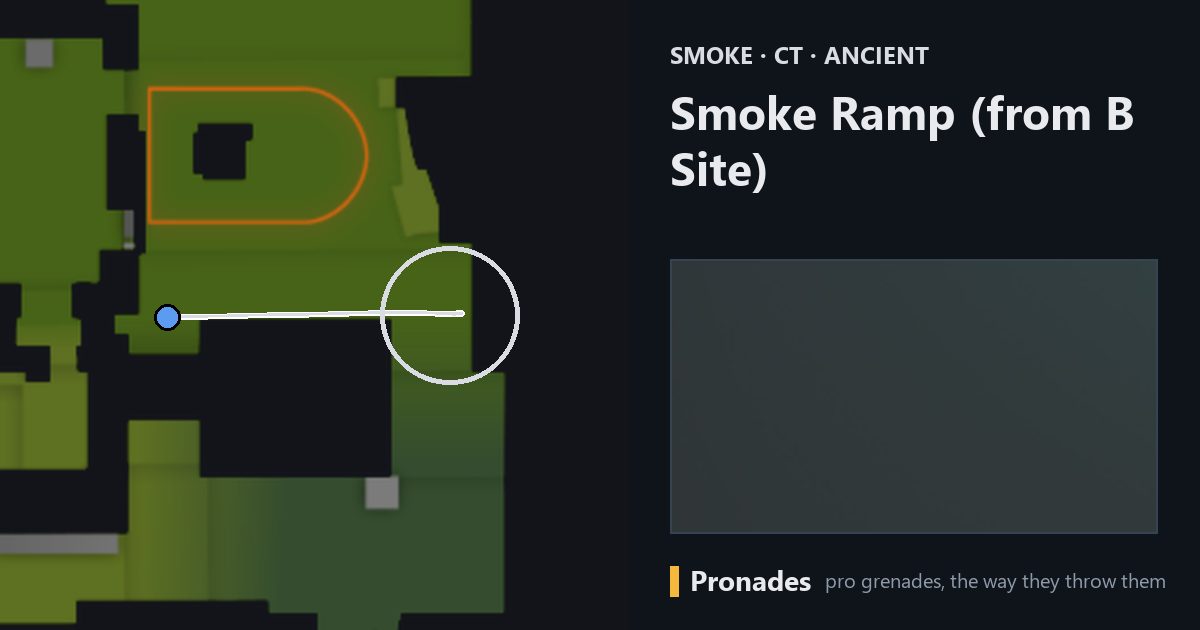 SMOKE · CT · ANCIENT
Smoke Ramp (from B
Site)
Pronades pro grenades, the way they throw them